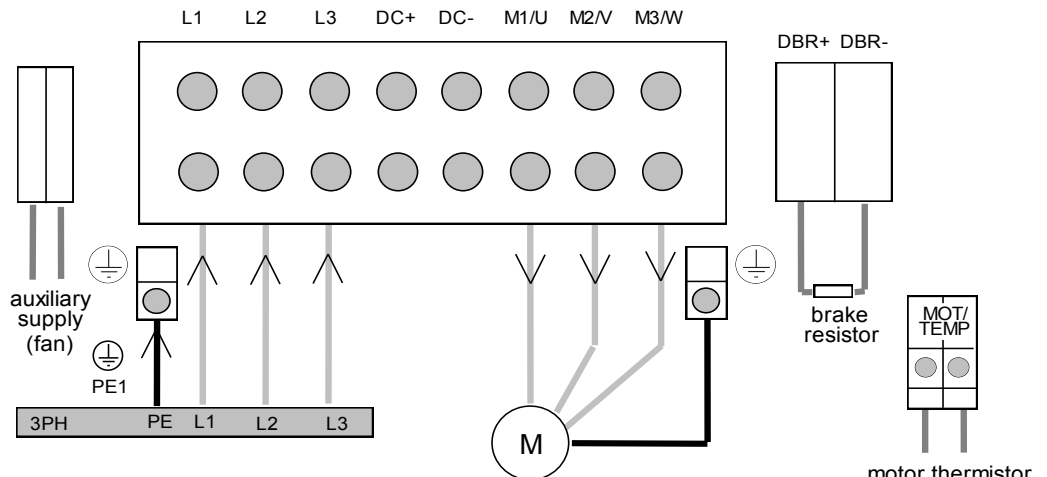 L1 L2 L3 DC+ DC- M1/U M2/V M3/W
DBR+ DBR-
auxiliary
supply
(fan)
PE1
brake
resistor
MOT/
TEMP
3PH PE L1 L2 L3
M
motor thermistor